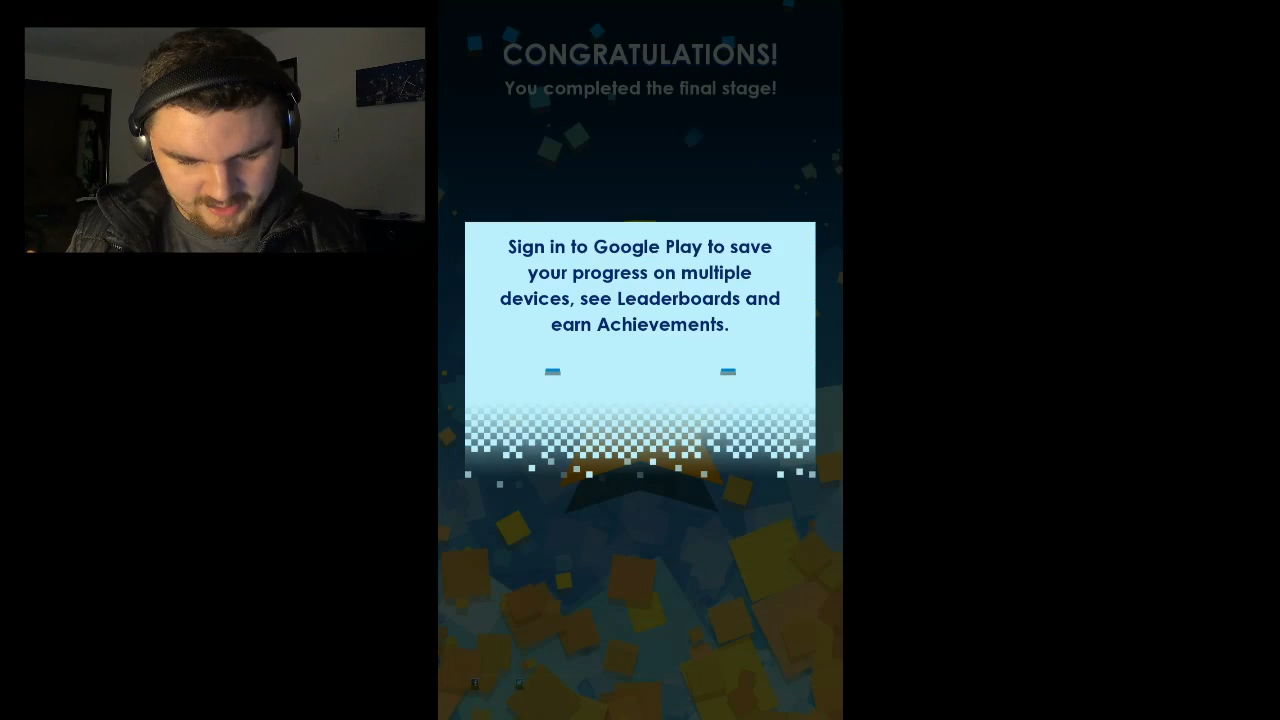 CONGRATULATIONS!
You completed the final stage!
Sign in to Google Play to save
your progress on multiple
devices, see Leaderboards and
earn Achievements.